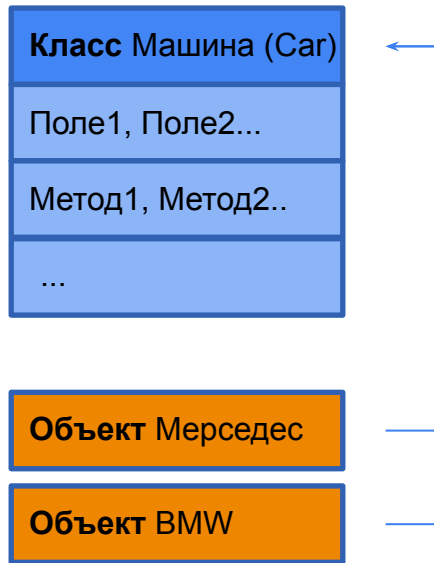 Класс Машина (Car)
Поле1, Поле2...
Метод1, Метод2..
...
Объект Мерседес
Объект BMW